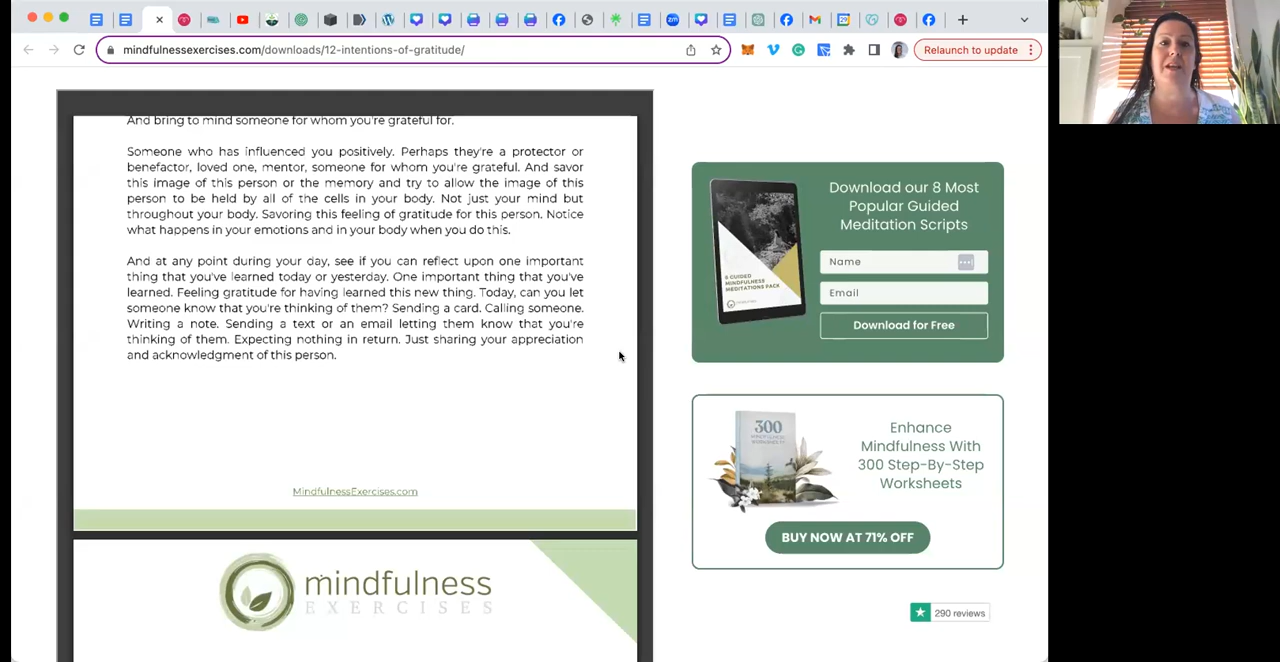 mindfulnessexercises.com/downloads/12-intentions-of-gratitude/
Relaunch to update
And bring to mind someone for whom you're grateful for.
Someone who has influenced you positively. Perhaps they're a protector or
benefactor, loved one, mentor, someone for whom you're grateful. And savor
this image of this person or the memory and try to allow the image of this
person to be held by all of the cells in your body. Not just your mind but
throughout your body. Savoring this feeling of gratitude for this person. Notice
what happens in your emotions and in your body when you do this.
And at any point during your day, see if you can reflect upon one important
thing that you've learned today or yesterday. One important thing that you've
learned. Feeling gratitude for having learned this new thing. Today, can you let
someone know that you're thinking of them? Sending a card. Calling someone.
Writing a note. Sending a text or an email letting them know that you're
thinking of them. Expecting nothing in return. Just sharing your appreciation
and acknowledgment of this person.
MindfulnessExercises.com
mindfulness
EXERCISES
Download our 8 Most
Popular Guided
Meditation Scripts
Name
Email
Download for Free
8 GUIDED
MINDFULNESS
MEDITATIONS PACK
300
MINDFULNESS
WORKSHEETS
Enhance
Mindfulness With
300 Step-By-Step
Worksheets
BUY NOW AT 71% OFF
290 reviews